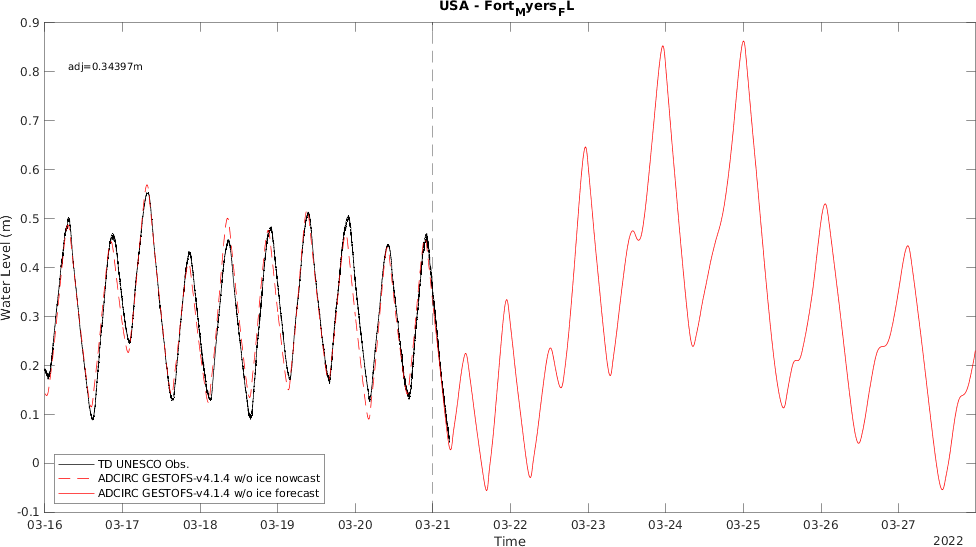 USA - Fort_Myers_FL
adj=0.34397m
0.9
0.8
0.7
0.6
0.5
0.4
0.3
0.2
0.1
0
-0.1
Water Level (m)
TD UNESCO Obs.
ADCIRC GESTOFS-v4.1.4 w/o ice nowcast
ADCIRC GESTOFS-v4.1.4 w/o ice forecast
03-16 03-17 03-18 03-19 03-20 03-21 03-22 03-23 03-24 03-25 03-26 03-27
Time
2022